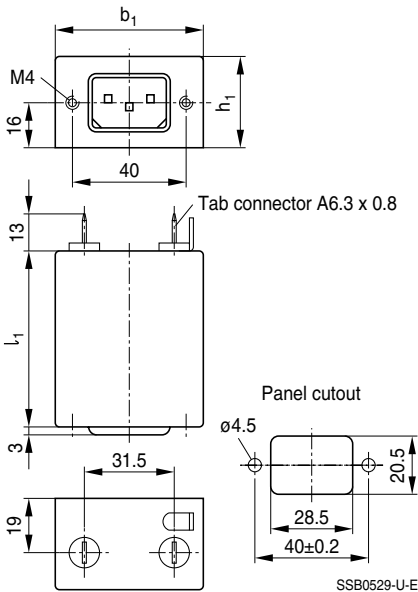 b1
M4
16
h1
40
13
Tab connector A6.3 x 0.8
l1
3
Panel cutout
ø4.5
31.5
20.5
19
28.5
40±0.2
SSB0529-U-E